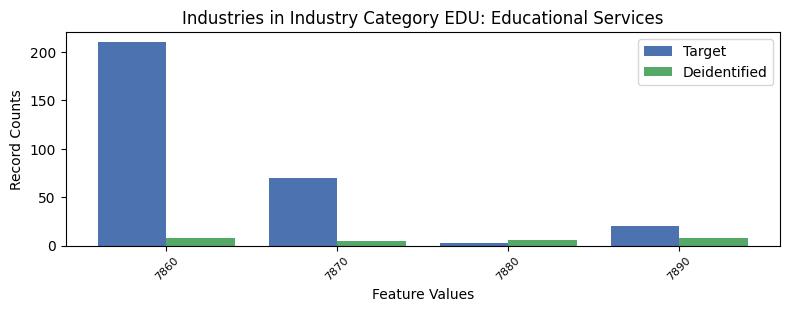 Industries in Industry Category EDU: Educational Services
Target
Deidentified
Record Counts
200
150
100
50
0
7860
7870
7880
7890
Feature Values